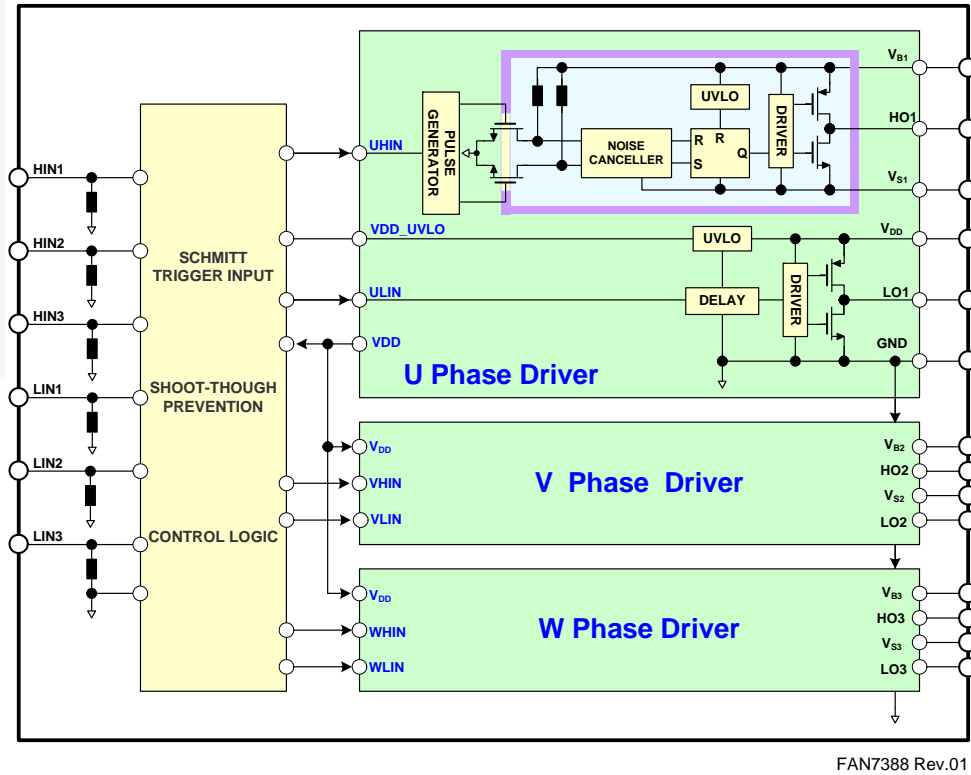 HIN1
HIN2
HIN3
LIN1
LIN2
LIN3
SCHMITT
TRIGGER INPUT
SHOOT-THOUGH
PREVENTION
CONTROL LOGIC
UHIN
VDD_UVLO
ULIN
VDD
PULSE
GENERATOR
NOISE
CANCELLER
UVLO
R
R
S
Q
DRIVER
UVLO
DELAY
DRIVER
U Phase Driver
VB1
HO1
VS1
VDD
LO1
GND
VDD
VHIN
VLIN
V Phase Driver
VB2
HO2
VS2
LO2
VDD
WHIN
WLIN
W Phase Driver
VB3
HO3
VS3
LO3
FAN7388 Rev.01